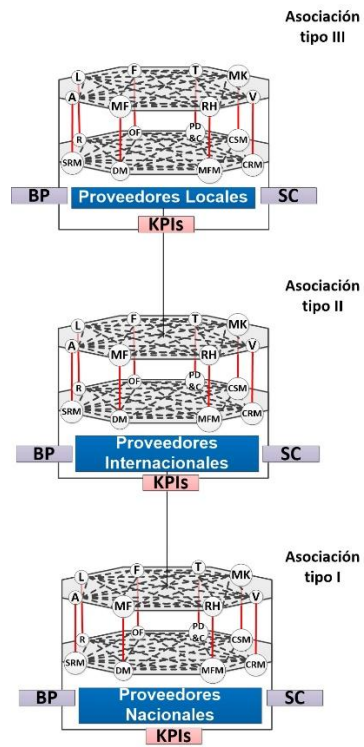 Asociación
tipo III
L F T MK
A MF RH V
R OF PD
&C CSM
SRM DM MFM CRM
BP Proveedores Locales SC
KPIs
Asociación
tipo II
L F T MK
A MF RH V
R OF PD
&C CSM
SRM DM MFM CRM
BP Proveedores
Internacionales SC
KPIs
Asociación
tipo I
L F T MK
A MF RH V
R OF PD
&C CSM
SRM DM MFM CRM
BP Proveedores
Nacionales SC
KPIs